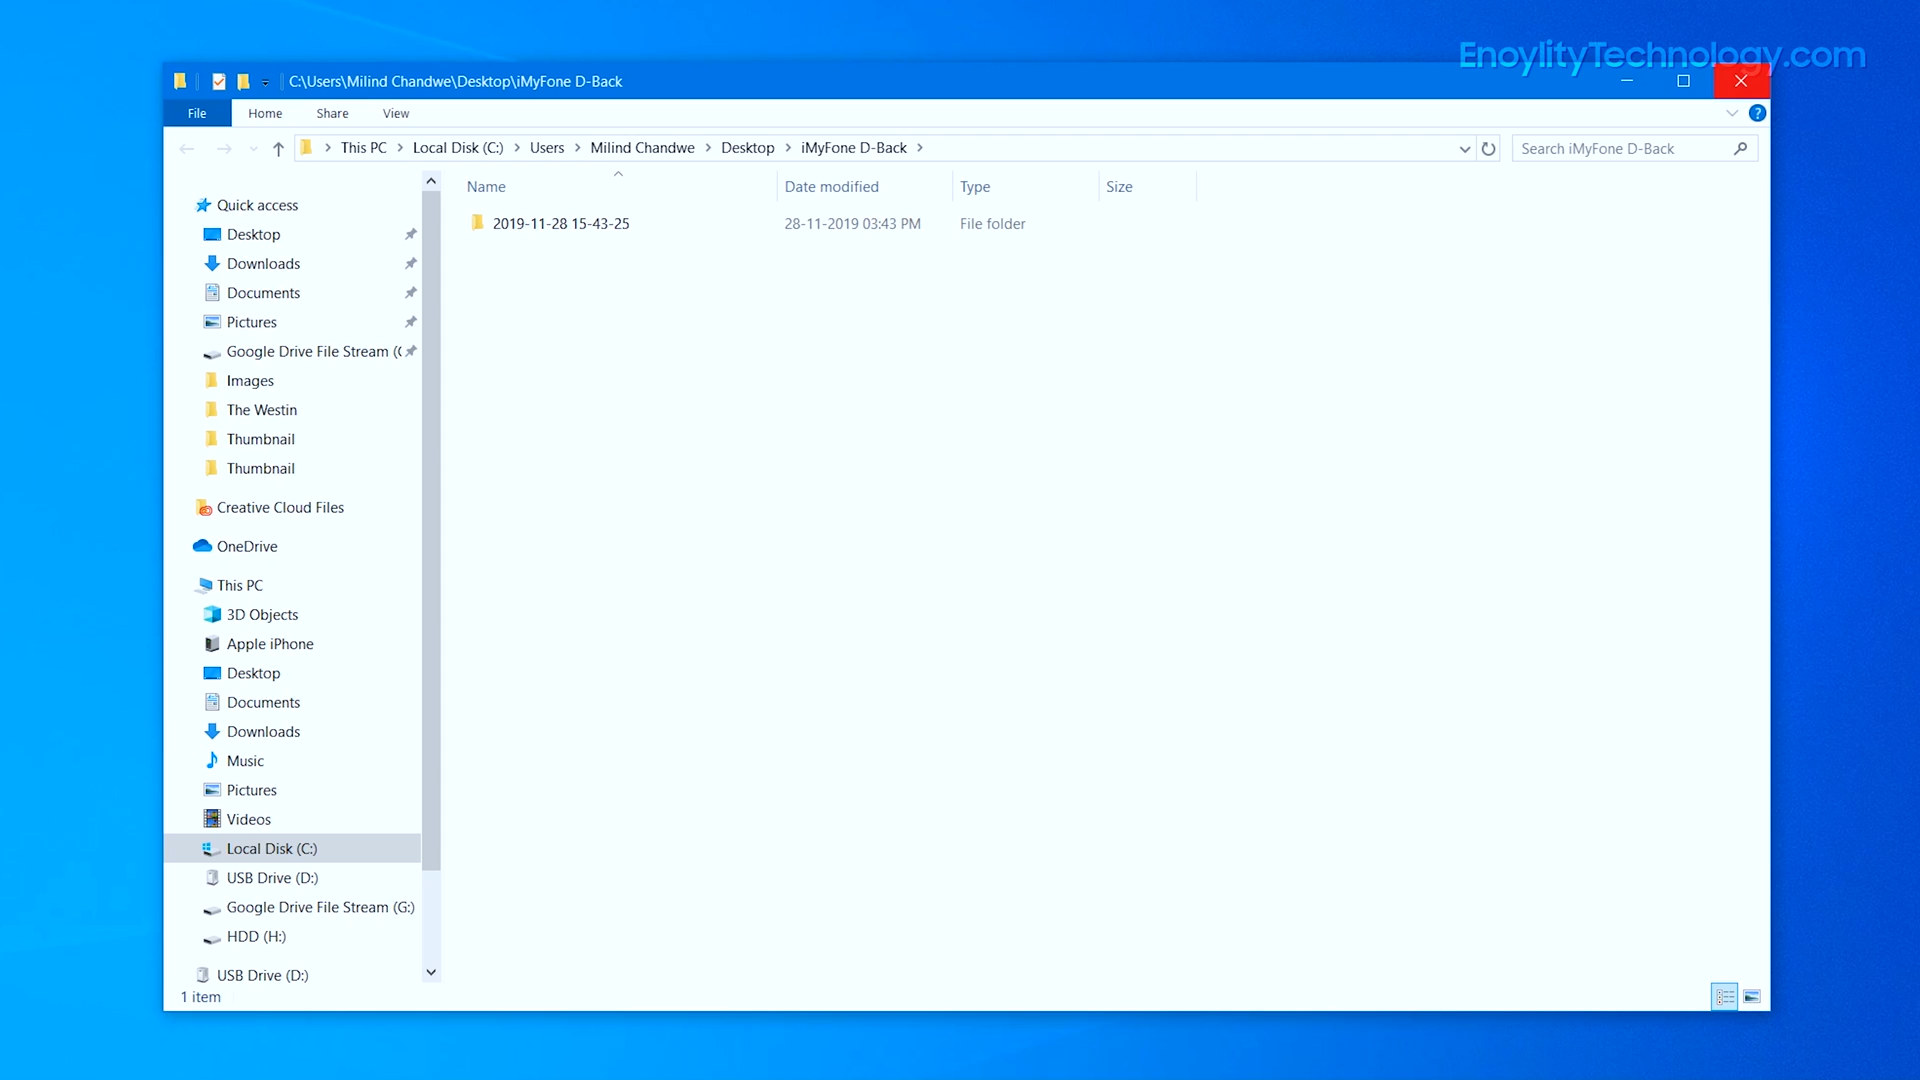 EnoylityTechnology.com
C:\Users\Milind Chandwe\Desktop\iMyFone D-Back
File Home Share View
This PC Local Disk (C:) Users Milind Chandwe Desktop iMyFone D-Back
Search iMyFone D-Back
Name Date modified Type Size
2019-11-28 15-43-25 28-11-2019 03:43 PM File folder
Quick access
Desktop
Downloads
Documents
Pictures
Google Drive File Stream (
Images
The Westin
Thumbnail
Thumbnail
Creative Cloud Files
OneDrive
This PC
3D Objects
Apple iPhone
Desktop
Documents
Downloads
Music
Pictures
Videos
Local Disk (C:)
USB Drive (D:)
Google Drive File Stream (G:)
HDD (H:)
USB Drive (D:)
1 item